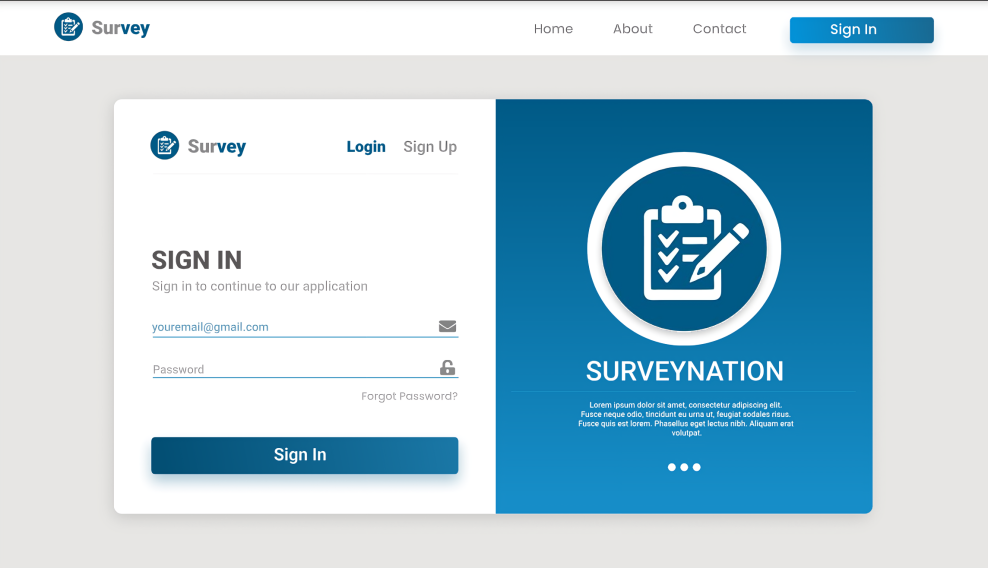 Survey
Home About Contact Sign In
Survey
Login Sign Up
SIGN IN
Sign in to continue to our application
youremail@gmail.com
Password
Forgot Password?
Sign In
SURVEYNATION
Lorem ipsum dolor sit amet, consectetur adipiscing elit.
Fusce neque odio, tincidunt eu urna ut, feugiat sodales risus.
Fusce quis est lorem. Phasellus eget lectus nibh. Aliquam erat
volutpat.